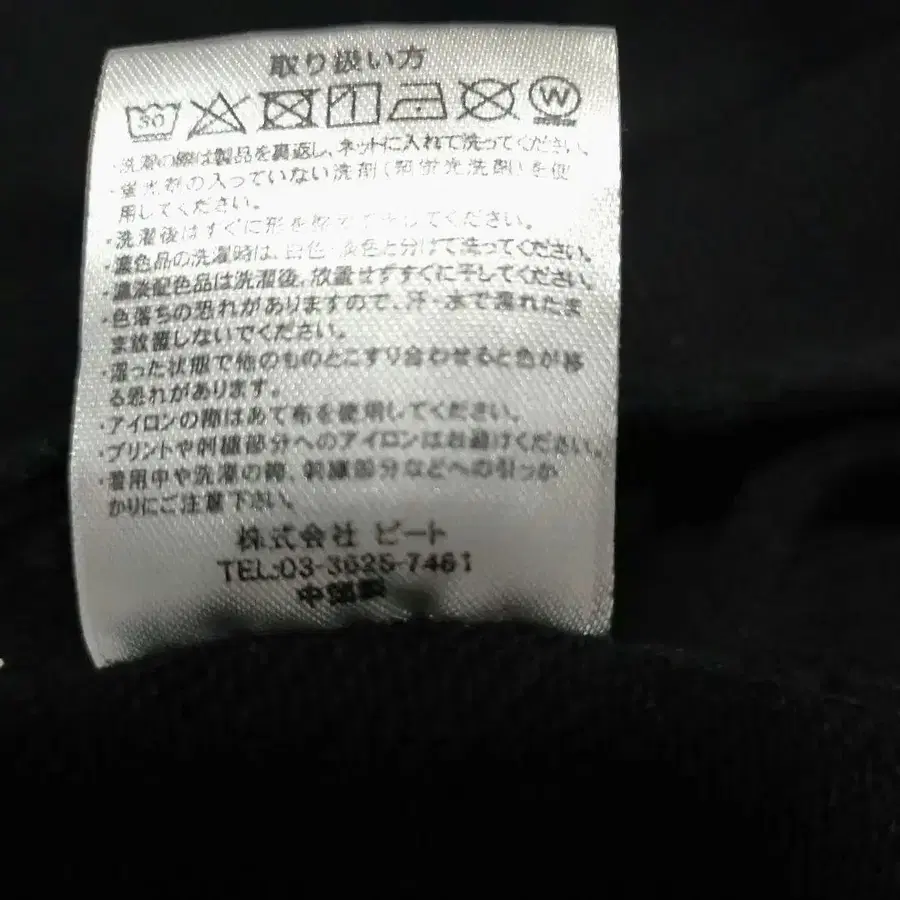 取り扱い方
30 W
・洗濯の際は製品を裏返し、ネットに入れて洗ってください。
・蛍光剤の入っていない洗剤（無蛍光洗剤）を使
用してください。
・洗濯後はすぐに形を整えて干してください。
・濃色品の洗濯時は、白色・淡色と分けて洗ってください。
・濃淡配色品は洗濯後、放置せずすぐに干してください。
・色落ちの恐れがありますので、汗・水で濡れたま
ま放置しないでください。
・湿った状態で他のものとこすり合わせると色が移
る恐れがあります。
・アイロンの際はあて布を使用してください。
・プリントや刺繍部分へのアイロンはお避けください。
・着用中や洗濯の際、刺繍部分などへの引っか
かりにご注意下さい。
株式会社 ビート
TEL:03-3625-7461
中国製